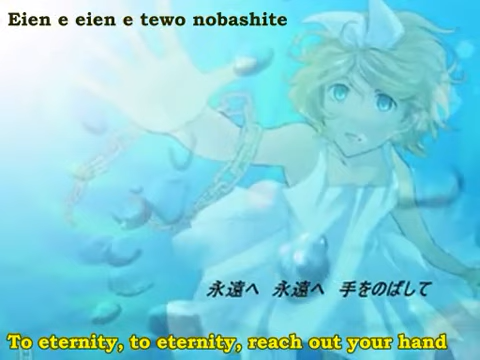 Eien e eien e tewo nobashite
永遠へ 永遠へ 手をのばして
To eternity, to eternity, reach out your hand